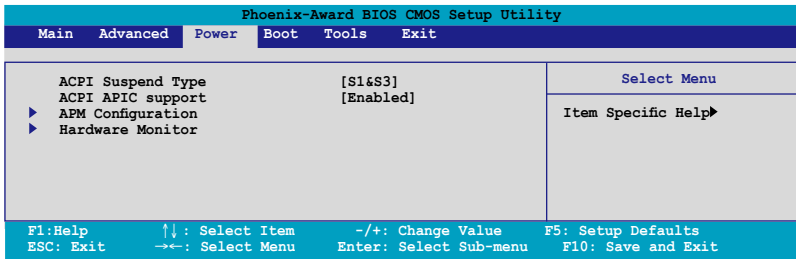 Phoenix-Award BIOS CMOS Setup Utility
Main Advanced Power Boot Tools Exit
ACPI Suspend Type [S1&S3]
ACPI APIC support [Enabled]
APM Configuration
Hardware Monitor
Select Menu
Item Specific Help
F1:Help ↑↓ : Select Item -/+: Change Value F5: Setup Defaults
ESC: Exit →←: Select Menu Enter: Select Sub-menu F10: Save and Exit